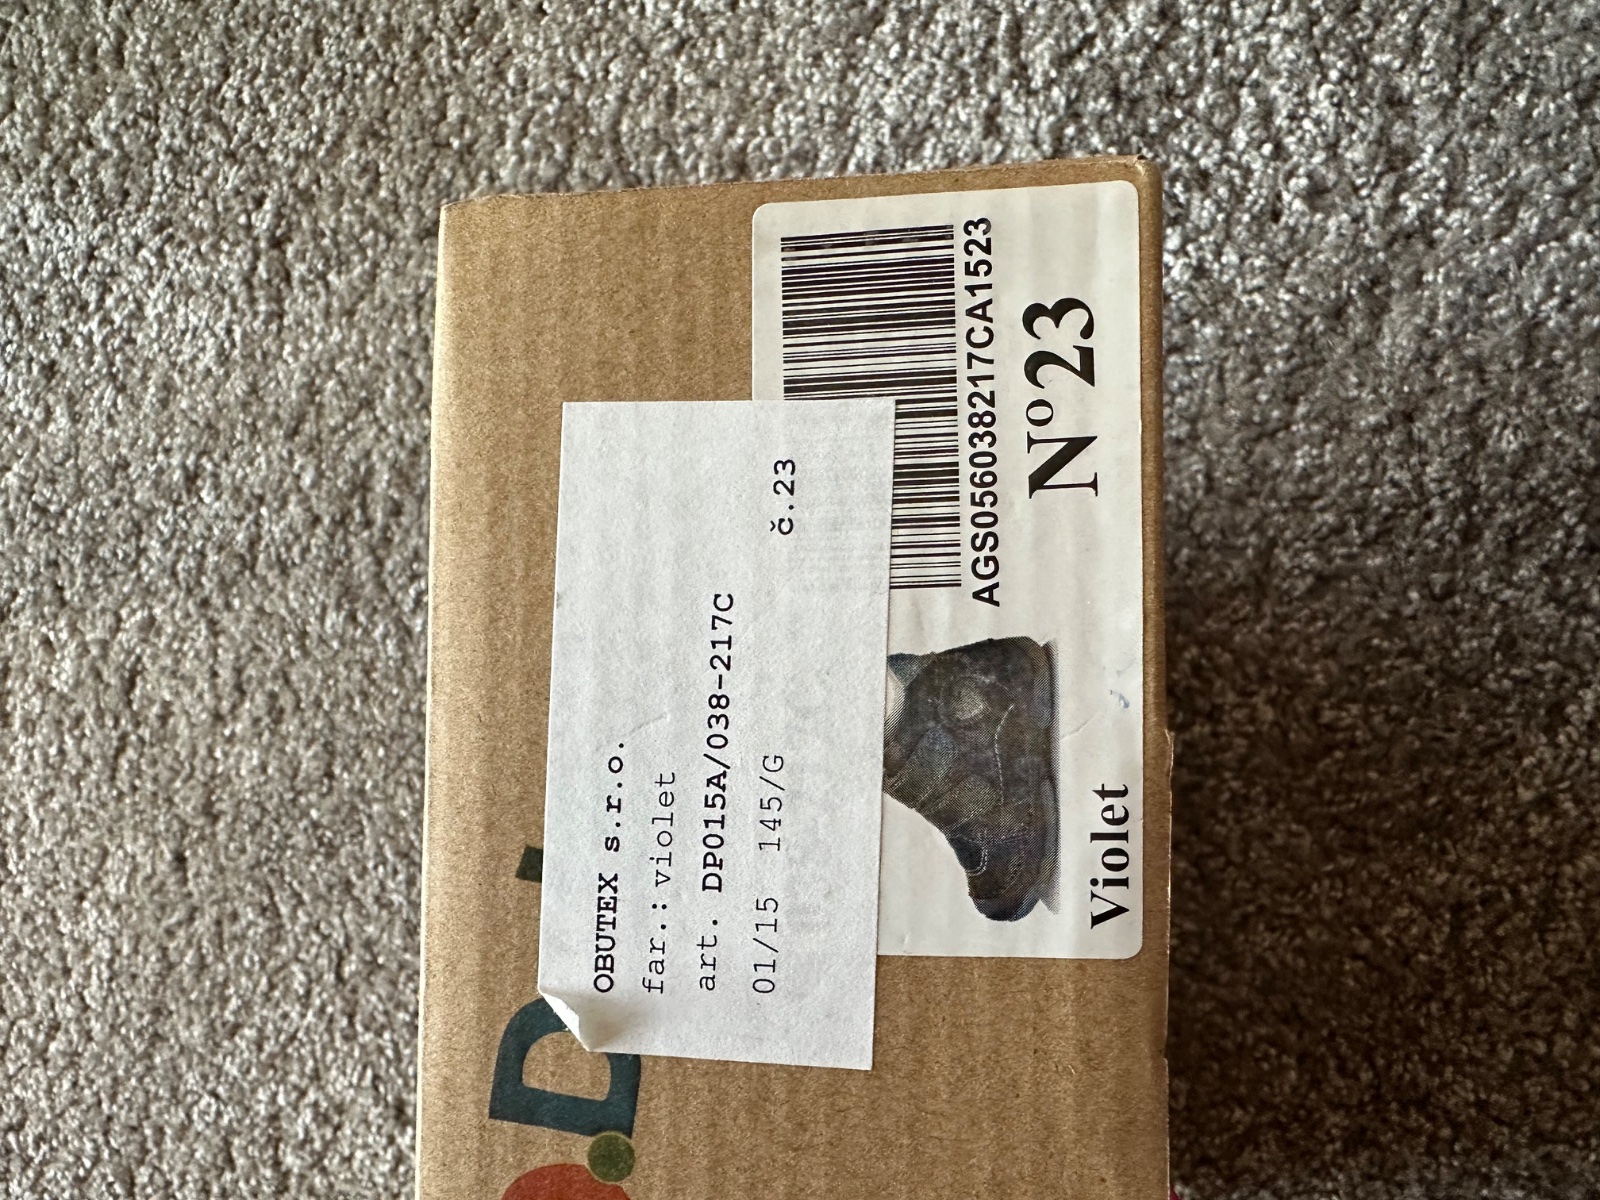 OBUTEX s.r.o.
far.:violet
art. DP015A/038-217C
01/15 145/G č.23
AGS056038217CA1523
Nº23
Violet
D.D.